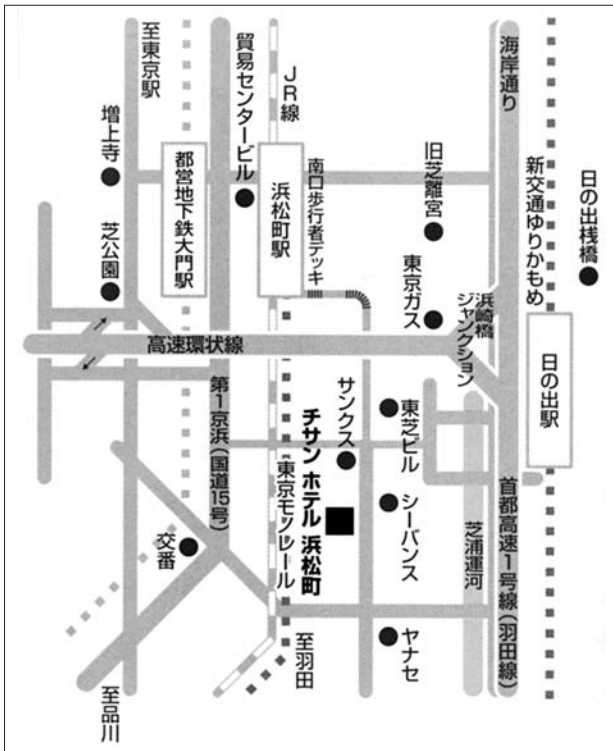 至東京駅
貿易センタービル
JR線
海岸通り
増上寺
都営地下鉄大門駅
浜松町駅
南口歩行者デッキ
旧芝離宮
新交通ゆりかもめ
日の出桟橋
芝公園
東京ガス
浜崎橋
ジャンクション
日の出駅
高速環状線
第1京浜(国道15号)
サンクス
東芝ビル
チサン ホテル 浜松町
東京モノレール
シーバンス
首都高速1号線(羽田線)
芝浦運河
交番
ヤナセ
至羽田
至品川